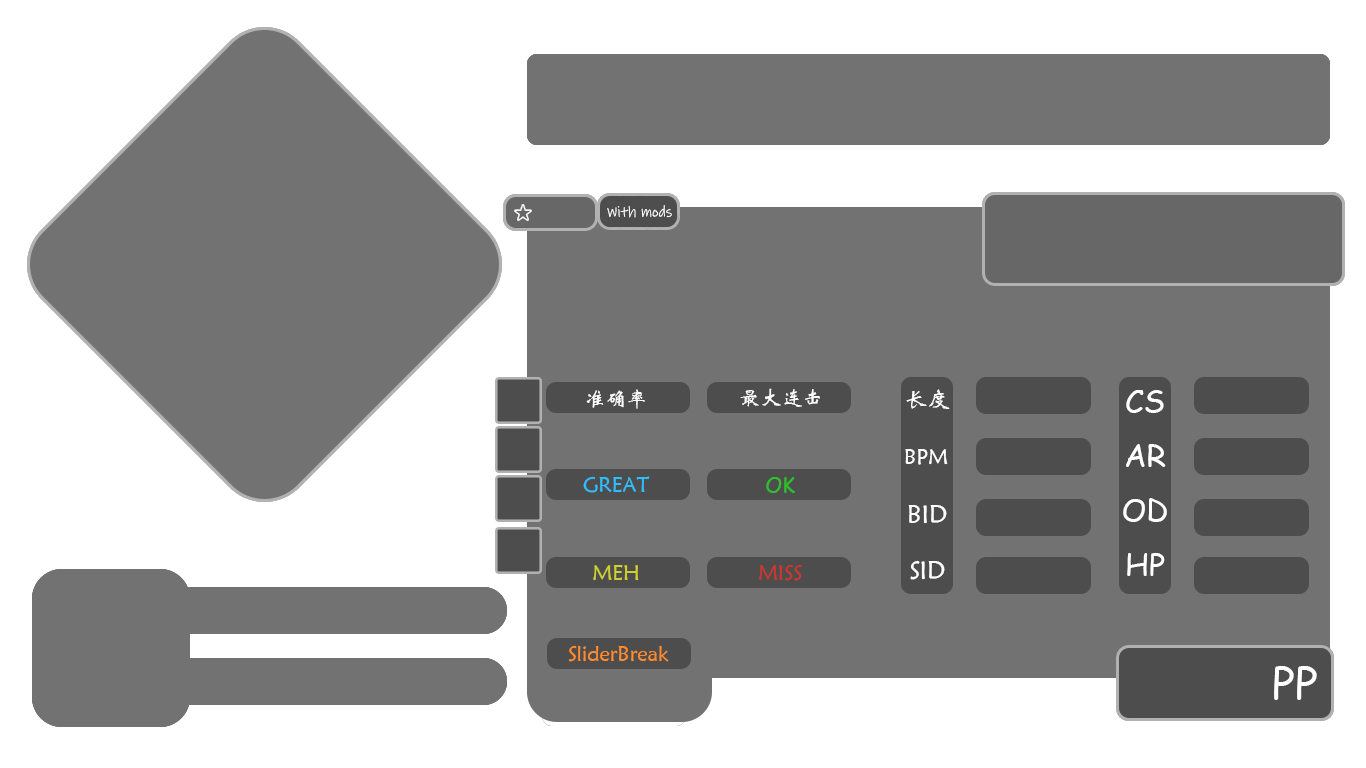 With mods
准确率
最大连击
GREAT
OK
MEH
MISS
SliderBreak
长度
BPM
BID
SID
CS
AR
OD
HP
PP